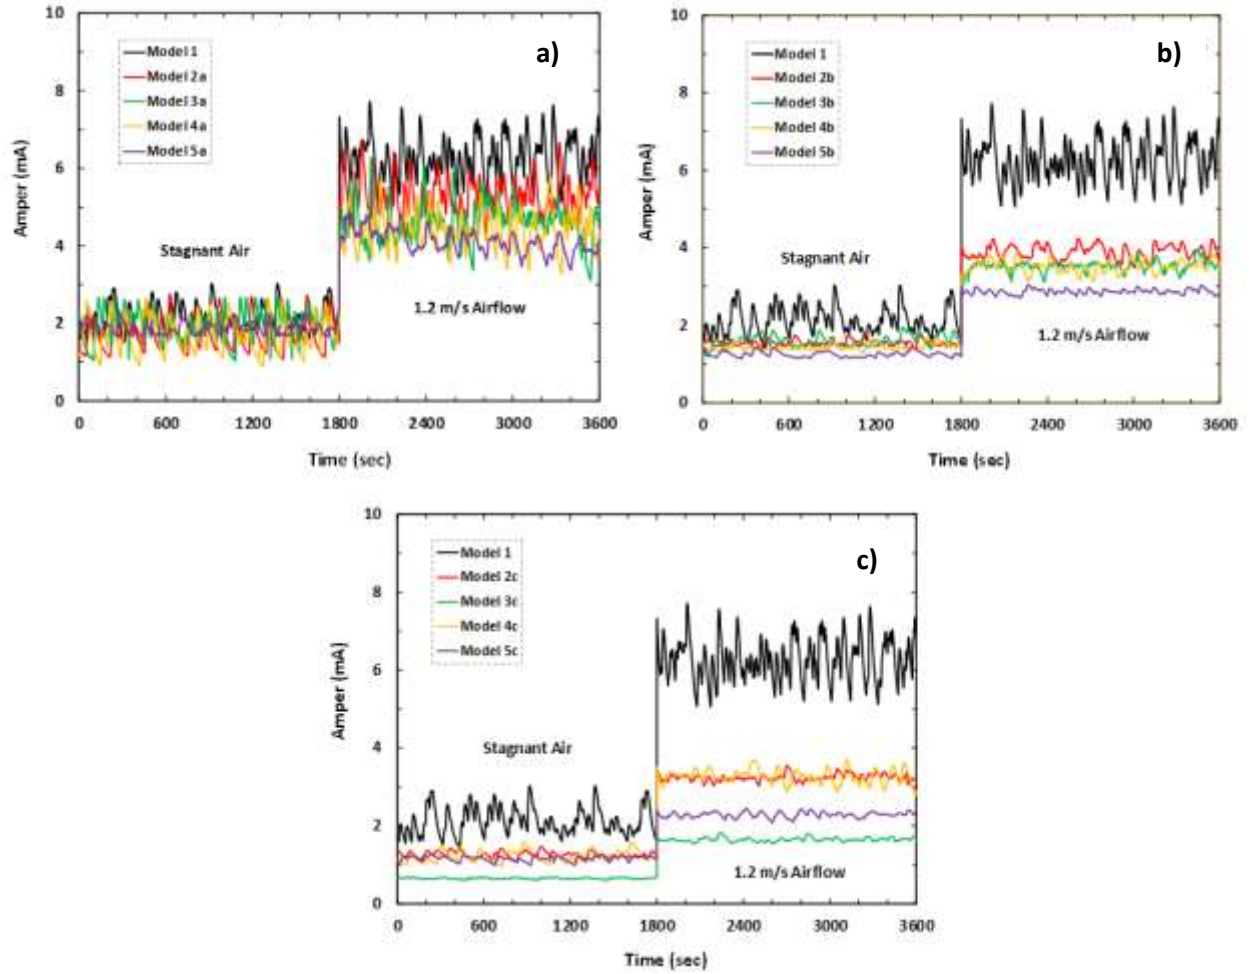 a)
Model 1
Model 2a
Model 3a
Model 4a
Model 5a
Stagnant Air
1.2 m/s Airflow
Amper (mA)
10
8
6
4
2
0
0 600 1200 1800 2400 3000 3600
Time (sec)
b)
Model 1
Model 2b
Model 3b
Model 4b
Model 5b
Stagnant Air
1.2 m/s Airflow
Amper (mA)
10
8
6
4
2
0
0 600 1200 1800 2400 3000 3600
Time (sec)
c)
Model 1
Model 2c
Model 3c
Model 4c
Model 5c
Stagnant Air
1.2 m/s Airflow
Amper (mA)
10
8
6
4
2
0
0 600 1200 1800 2400 3000 3600
Time (sec)